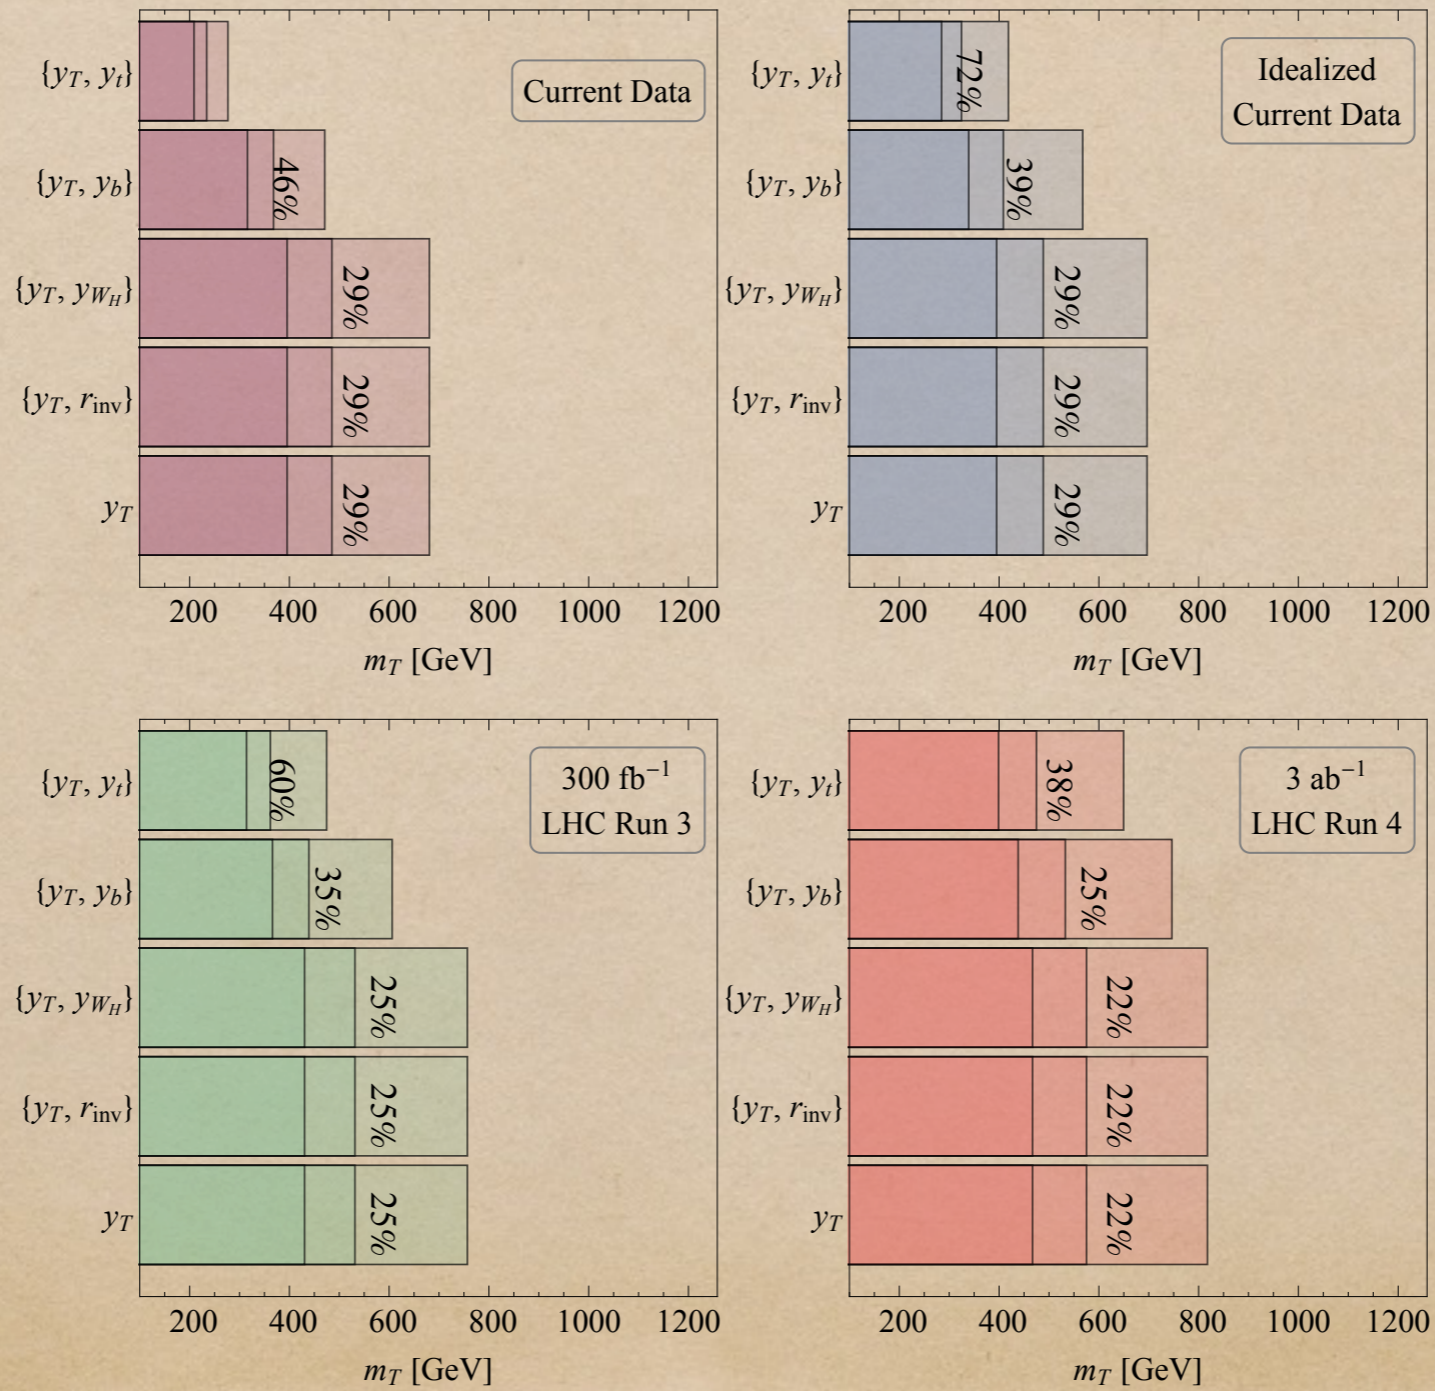 Current Data
{y_T, y_t}
{y_T, y_b}
46%
{y_T, y_{W_H}}
29%
{y_T, r_inv}
29%
y_T
29%
200 400 600 800 1000 1200
m_T [GeV]
Idealized
Current Data
{y_T, y_t}
72%
{y_T, y_b}
39%
{y_T, y_{W_H}}
29%
{y_T, r_inv}
29%
y_T
29%
200 400 600 800 1000 1200
m_T [GeV]
300 fb⁻¹
LHC Run 3
{y_T, y_t}
60%
{y_T, y_b}
35%
{y_T, y_{W_H}}
25%
{y_T, r_inv}
25%
y_T
25%
200 400 600 800 1000 1200
m_T [GeV]
3 ab⁻¹
LHC Run 4
{y_T, y_t}
38%
{y_T, y_b}
25%
{y_T, y_{W_H}}
22%
{y_T, r_inv}
22%
y_T
22%
200 400 600 800 1000 1200
m_T [GeV]